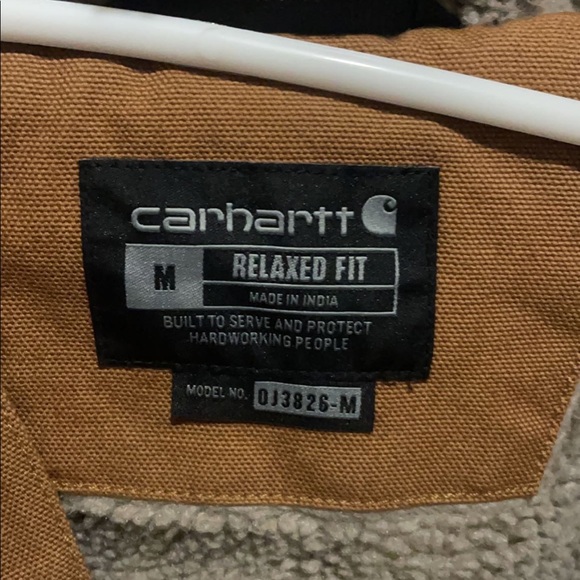 carhartt
M
RELAXED FIT
MADE IN INDIA
BUILT TO SERVE AND PROTECT
HARDWORKING PEOPLE
MODEL NO. OJ3826-M